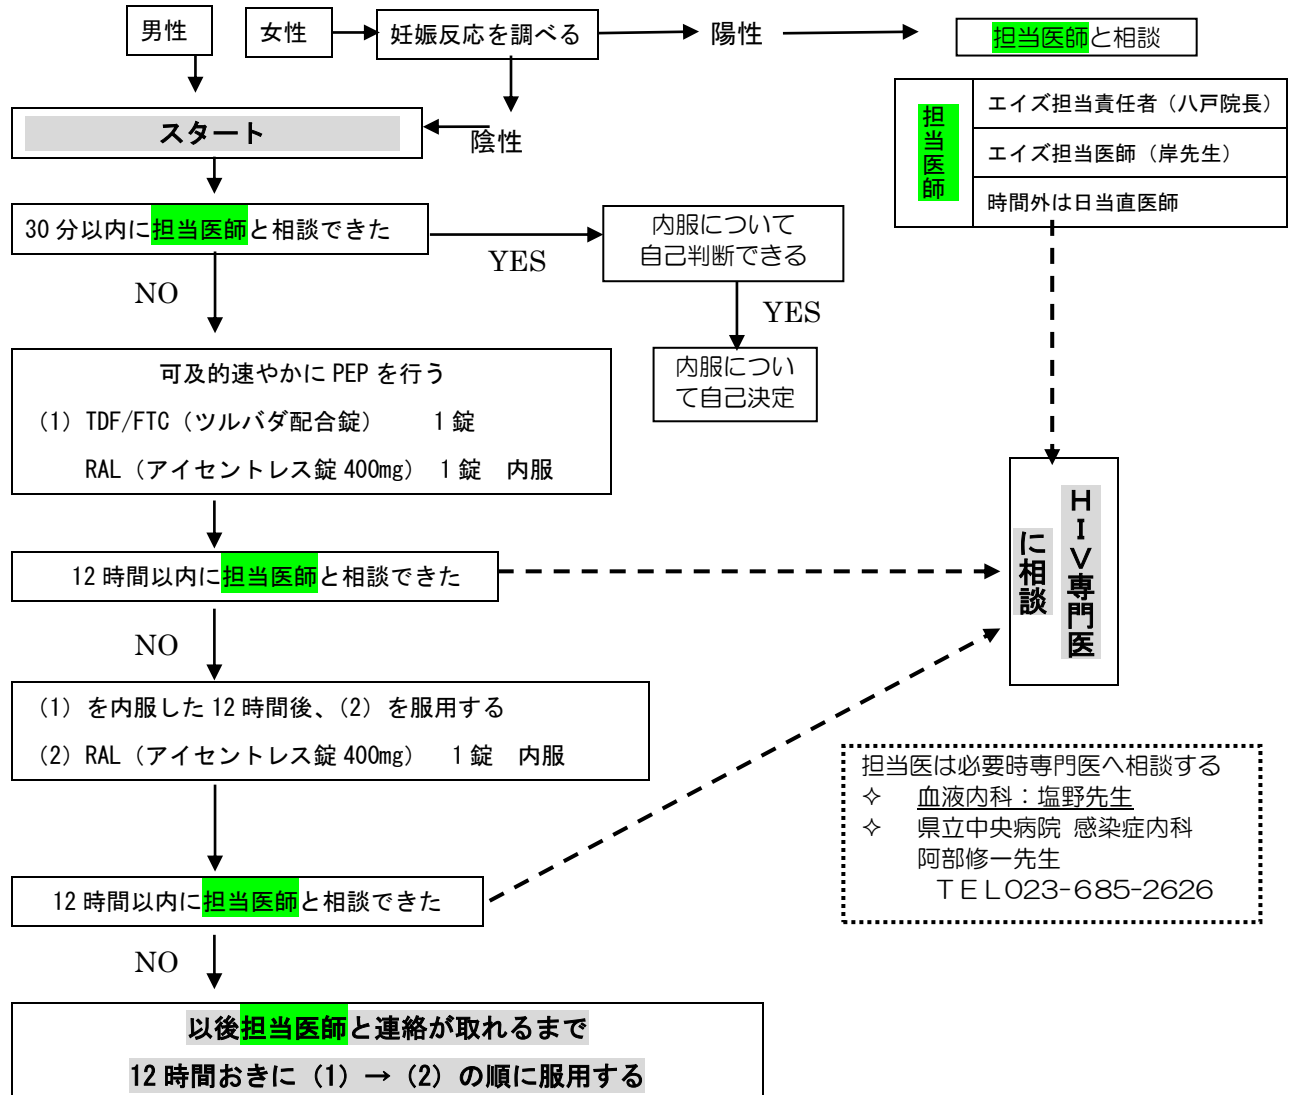 男性
女性
妊娠反応を調べる
陽性
担当医師と相談
担当医師
エイズ担当責任者（八戸院長）
エイズ担当医師（岸先生）
時間外は日当直医師
スタート
陰性
30分以内に担当医師と相談できた
YES
内服について
自己判断できる
NO
YES
内服につい
て自己決定
可及的速やかにPEPを行う
（1）TDF/FTC（ツルバダ配合錠）　1錠
RAL（アイセントレス錠400mg）　1錠　内服
HIV専門医
に相談
12時間以内に担当医師と相談できた
NO
（1）を内服した12時間後、（2）を服用する
（2）RAL（アイセントレス錠400mg）　1錠　内服
担当医は必要時専門医へ相談する
✧　血液内科：塩野先生
✧　県立中央病院 感染症内科
阿部修一先生
ＴＥＬ023-685-2626
12時間以内に担当医師と相談できた
NO
以後担当医師と連絡が取れるまで
12時間おきに（1）→（2）の順に服用する